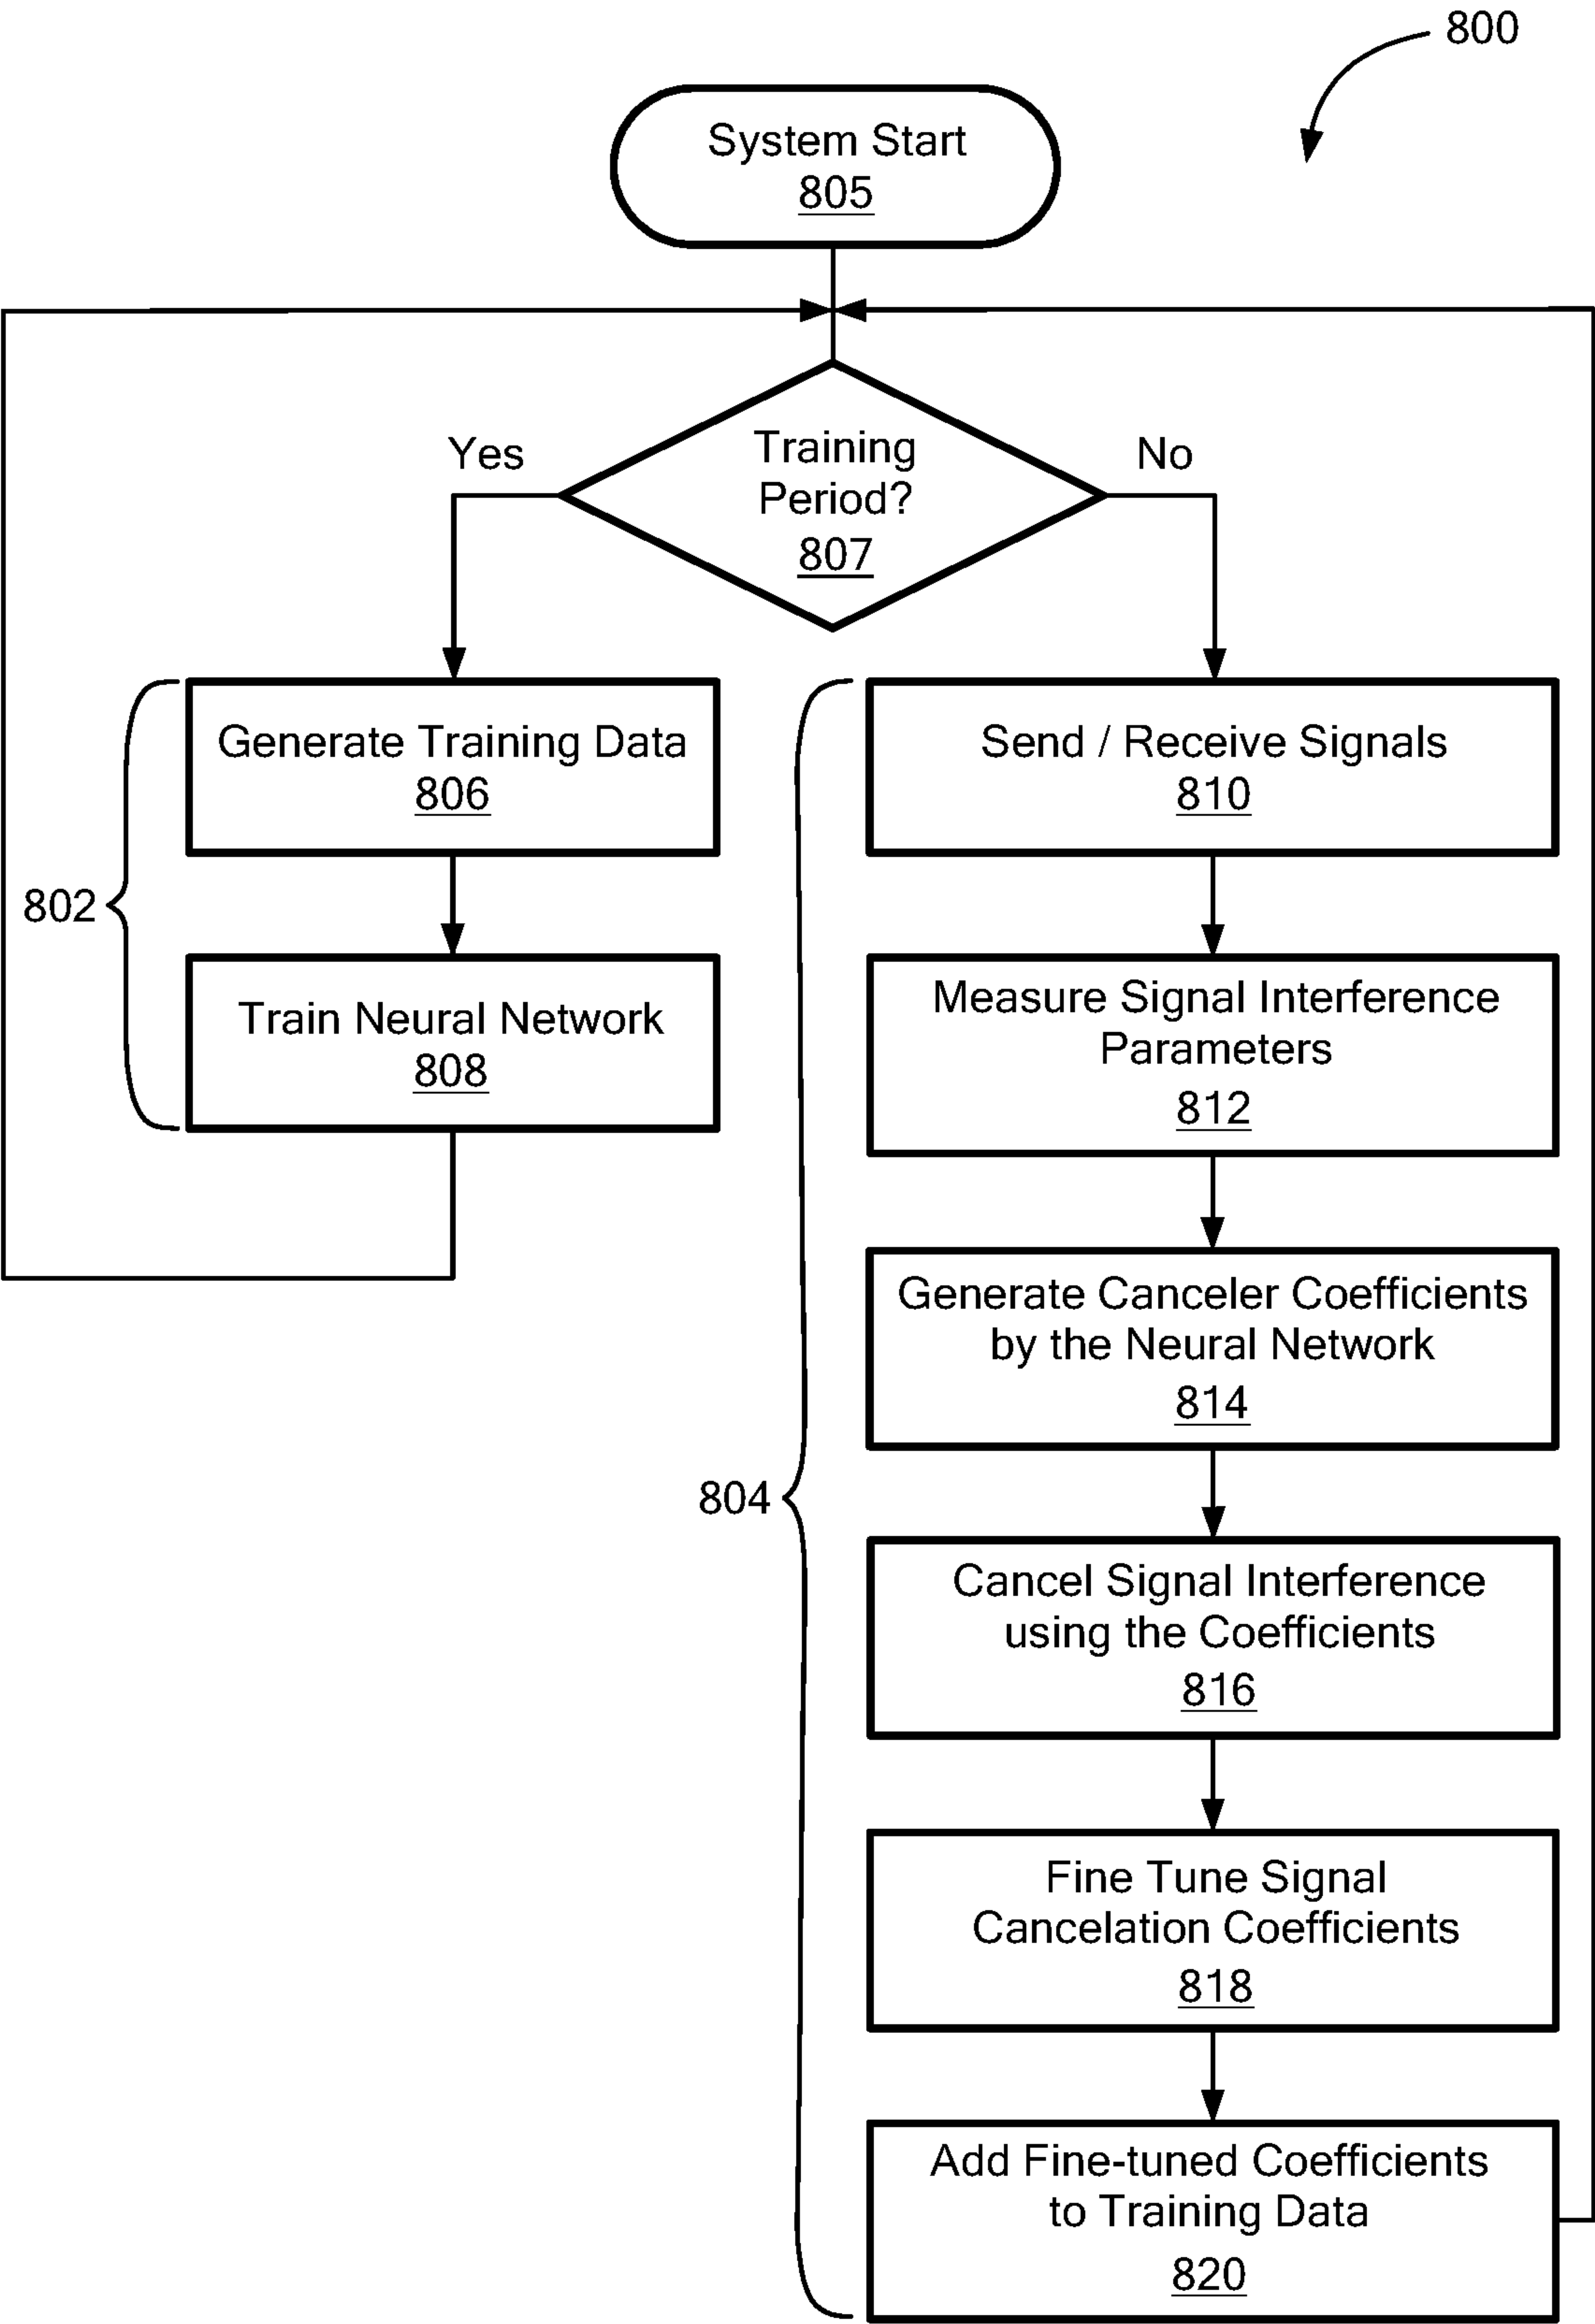 800
System Start
805
Training
Period?
807
Yes
No
Generate Training Data
806
802
Train Neural Network
808
Send / Receive Signals
810
Measure Signal Interference
Parameters
812
Generate Canceler Coefficients
by the Neural Network
814
804
Cancel Signal Interference
using the Coefficients
816
Fine Tune Signal
Cancelation Coefficients
818
Add Fine-tuned Coefficients
to Training Data
820